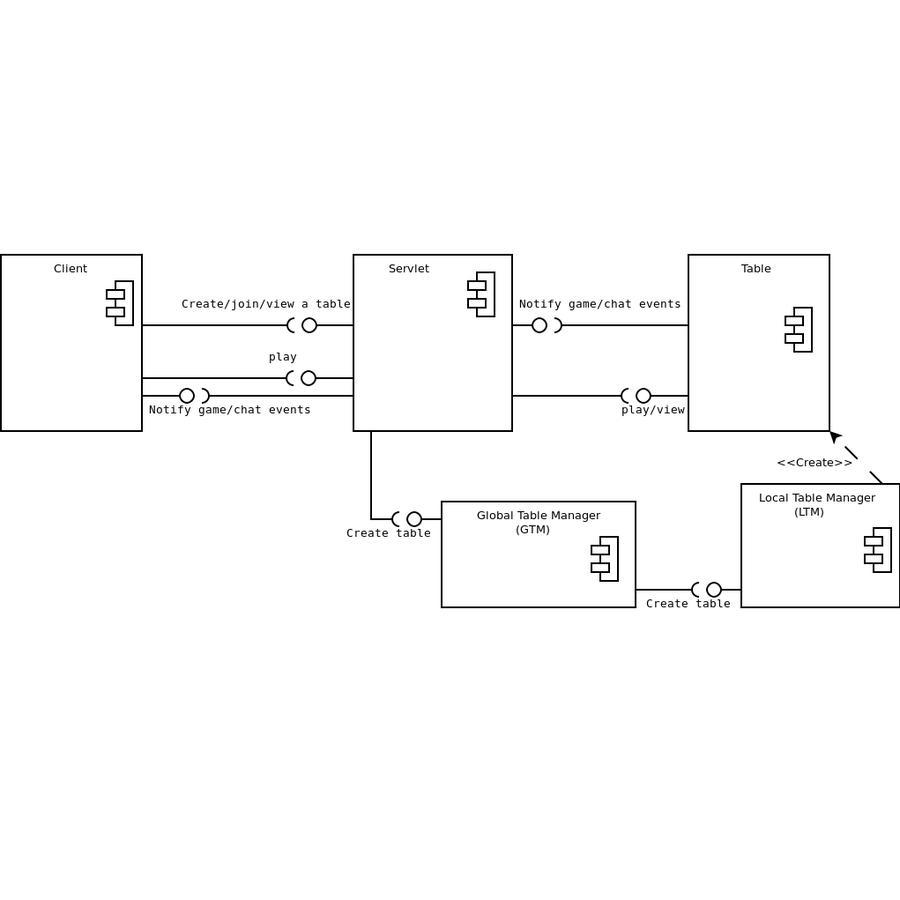 Client
Servlet
Table
Create/join/view a table
Notify game/chat events
play
Notify game/chat events
play/view
<<Create>>
Local Table Manager
(LTM)
Global Table Manager
(GTM)
Create table
Create table